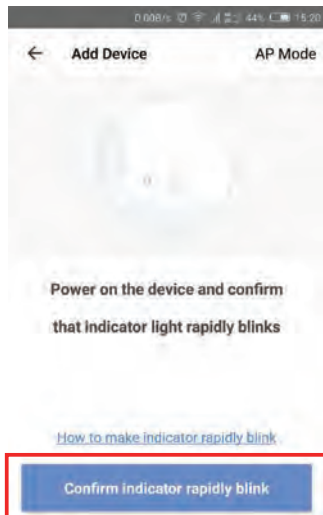 0.00B/s 44% 15:20
← Add Device AP Mode
Power on the device and confirm
that indicator light rapidly blinks
How to make indicator rapidly blink
Confirm indicator rapidly blink